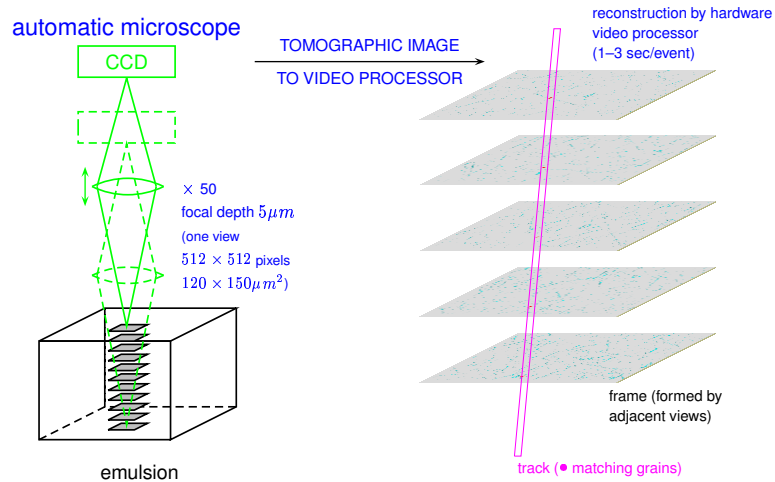 automatic microscope
CCD
TOMOGRAPHIC IMAGE
TO VIDEO PROCESSOR
reconstruction by hardware
video processor
(1–3 sec/event)
× 50
focal depth 5μm
(one view
512 × 512 pixels
120 × 150μm²)
frame (formed by
adjacent views)
track (● matching grains)
emulsion